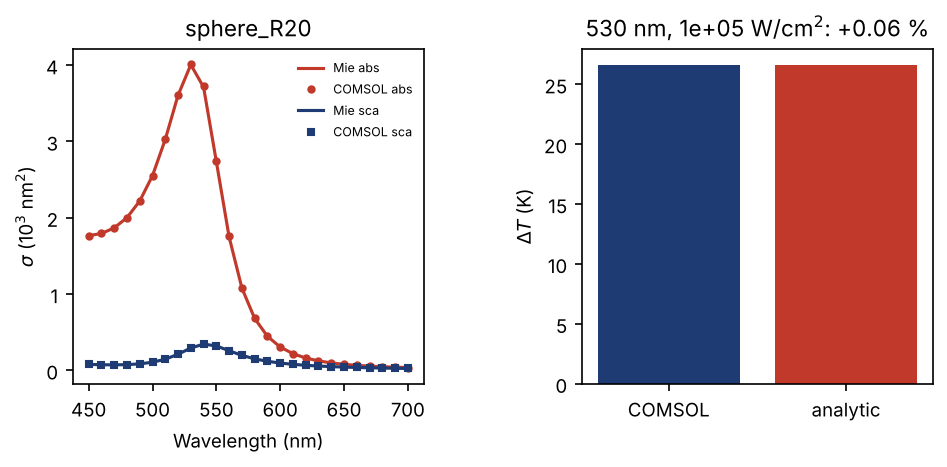 sphere_R20
σ (10³ nm²)
4
3
2
1
0
450 500 550 600 650 700
Wavelength (nm)
Mie abs
COMSOL abs
Mie sca
COMSOL sca
530 nm, 1e+05 W/cm²: +0.06 %
ΔT (K)
25
20
15
10
5
0
COMSOL analytic